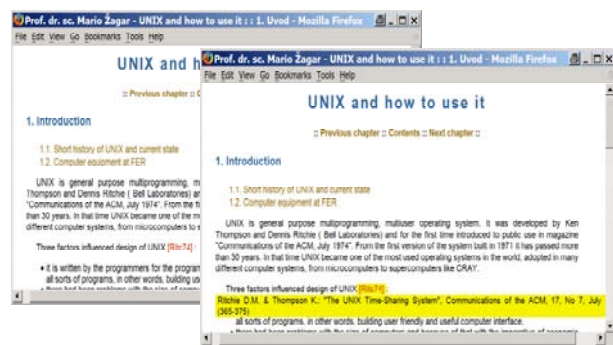 Prof. dr. sc. Mario Žagar - UNIX and how to use it : : 1. Uvod - Mozilla Firefox
File Edit View Go Bookmarks Tools Help
UNIX and h
:: Previous chapter :: C
1. Introduction
1.1. Short history of UNIX and current state
1.2. Computer equipment at FER
UNIX is general purpose multiprogramming, m
Thompson and Dennis Ritchie ( Bell Laboratories) an
"Communications of the ACM, July 1974". From the fi
than 30 years. In that time UNIX became one of the m
different computer systems, from microcomputers to s
Three factors influenced design of UNIX [Ritc74] :
• it is written by the programmers for the program
all sorts of programs, in other words, building us
Prof. dr. sc. Mario Žagar - UNIX and how to use it : : 1. Uvod - Mozilla Firefox
File Edit View Go Bookmarks Tools Help
UNIX and how to use it
:: Previous chapter :: Contents :: Next chapter ::
1. Introduction
1.1. Short history of UNIX and current state
1.2. Computer equipment at FER
UNIX is general purpose multiprogramming, multiuser operating system. It was developed by Ken
Thompson and Dennis Ritchie ( Bell Laboratories) and for the first time introduced to public use in magazine
"Communications of the ACM, July 1974". From the first version of the system built in 1971 it has passed more
than 30 years. In that time UNIX became one of the most used operating systems in the world, adopted in many
different computer systems, from microcomputers to supercomputers like CRAY.
Three factors influenced design of UNIX [Ritc74] :
Ritchie D.M. & Thompson K.: "The UNIX Time-Sharing System", Communications of the ACM, 17, No 7, July
(365-375)
all sorts of programs, in other words, building user friendly and useful computer interface.